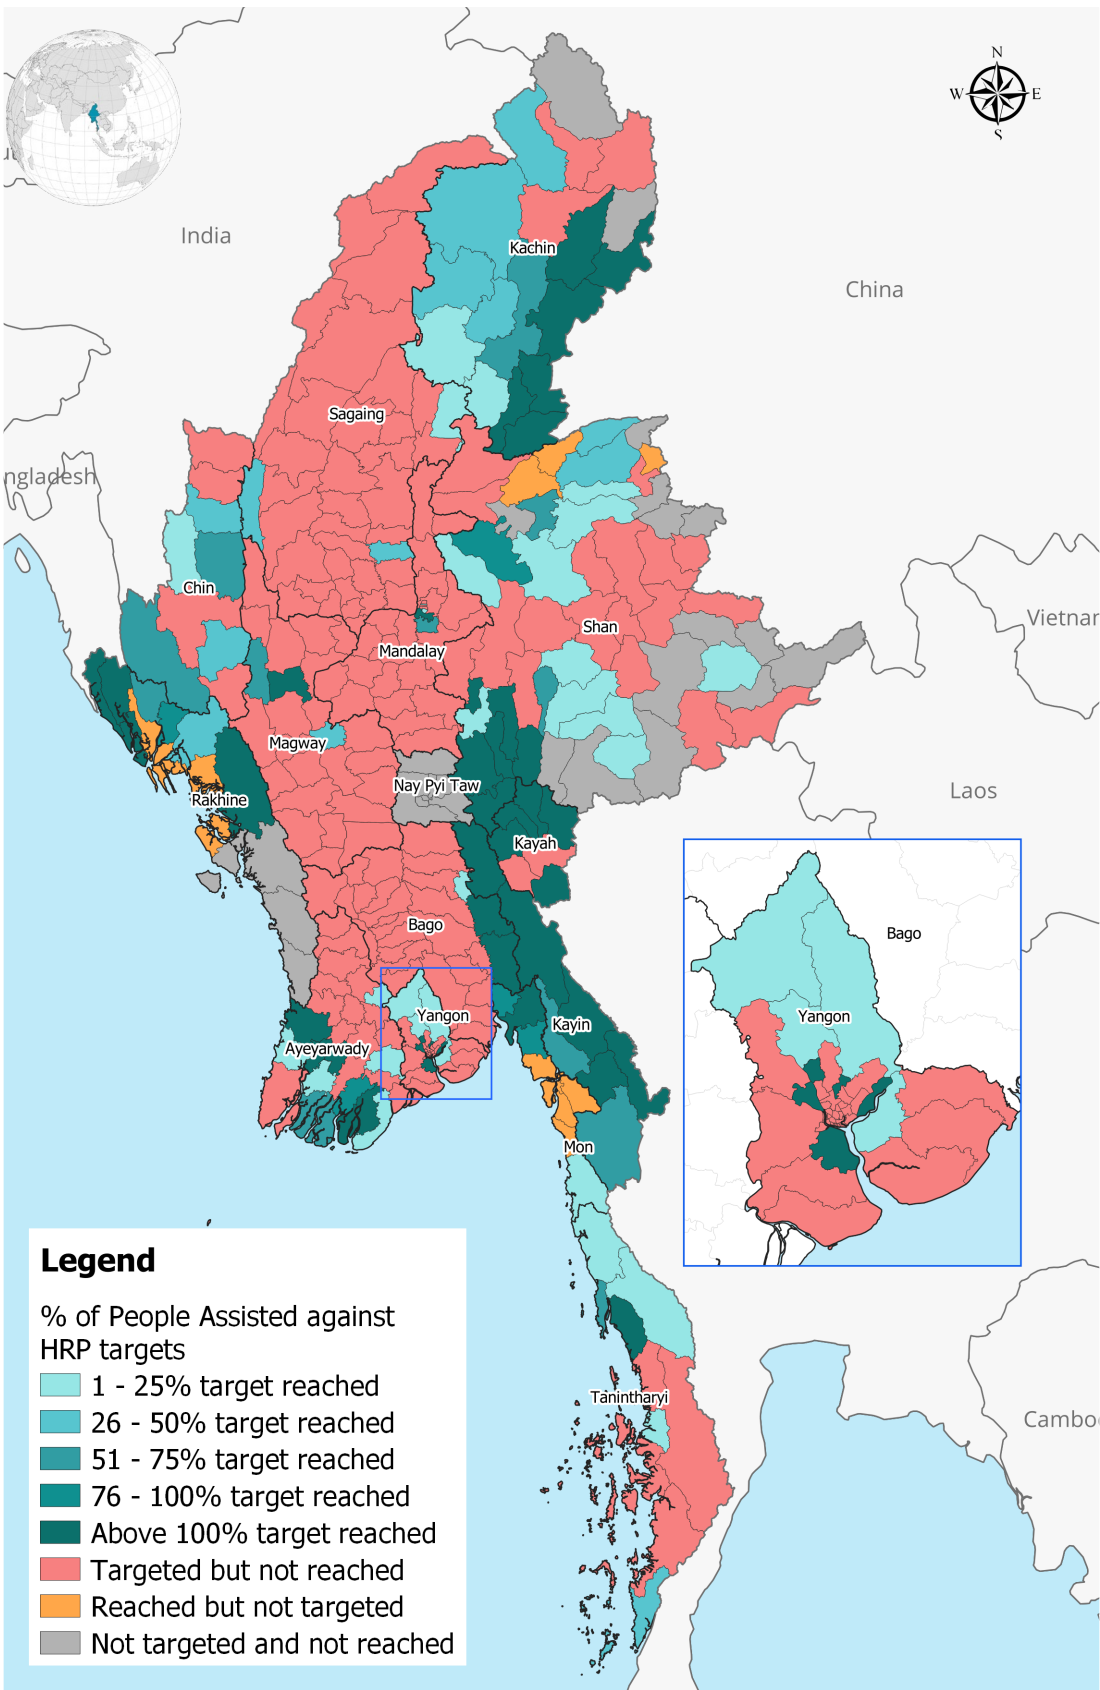 N
W E
S
India
China
Kachin
Sagaing
ngladesh
Chin
Shan
Vietnar
Mandalay
Magway
Nay Pyi Taw
Laos
Rakhine
Kayah
Bago
Bago
Yangon
Yangon
Kayin
Ayeyarwady
Mon
Tanintharyi
Cambo
Legend
% of People Assisted against
HRP targets
1 - 25% target reached
26 - 50% target reached
51 - 75% target reached
76 - 100% target reached
Above 100% target reached
Targeted but not reached
Reached but not targeted
Not targeted and not reached